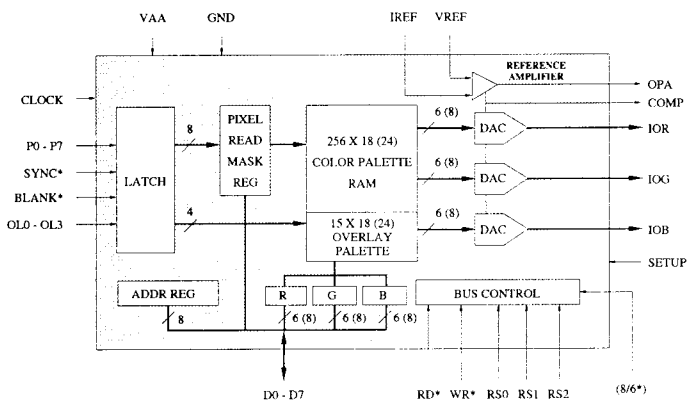 VAA
GND
IREF
VREF
REFERENCE
AMPLIFIER
OPA
COMP
CLOCK
P0 - P7
SYNC*
BLANK*
OL0 - OL3
LATCH
8
4
PIXEL
READ
MASK
REG
256 X 18 (24)
COLOR PALETTE
RAM
15 X 18 (24)
OVERLAY
PALETTE
6 (8)
6 (8)
6 (8)
DAC
DAC
DAC
IOR
IOG
IOB
SETUP
ADDR REG
8
R
G
B
6 (8)
6 (8)
6 (8)
BUS CONTROL
D0 - D7
RD*
WR*
RS0
RS1
RS2
(8/6*)